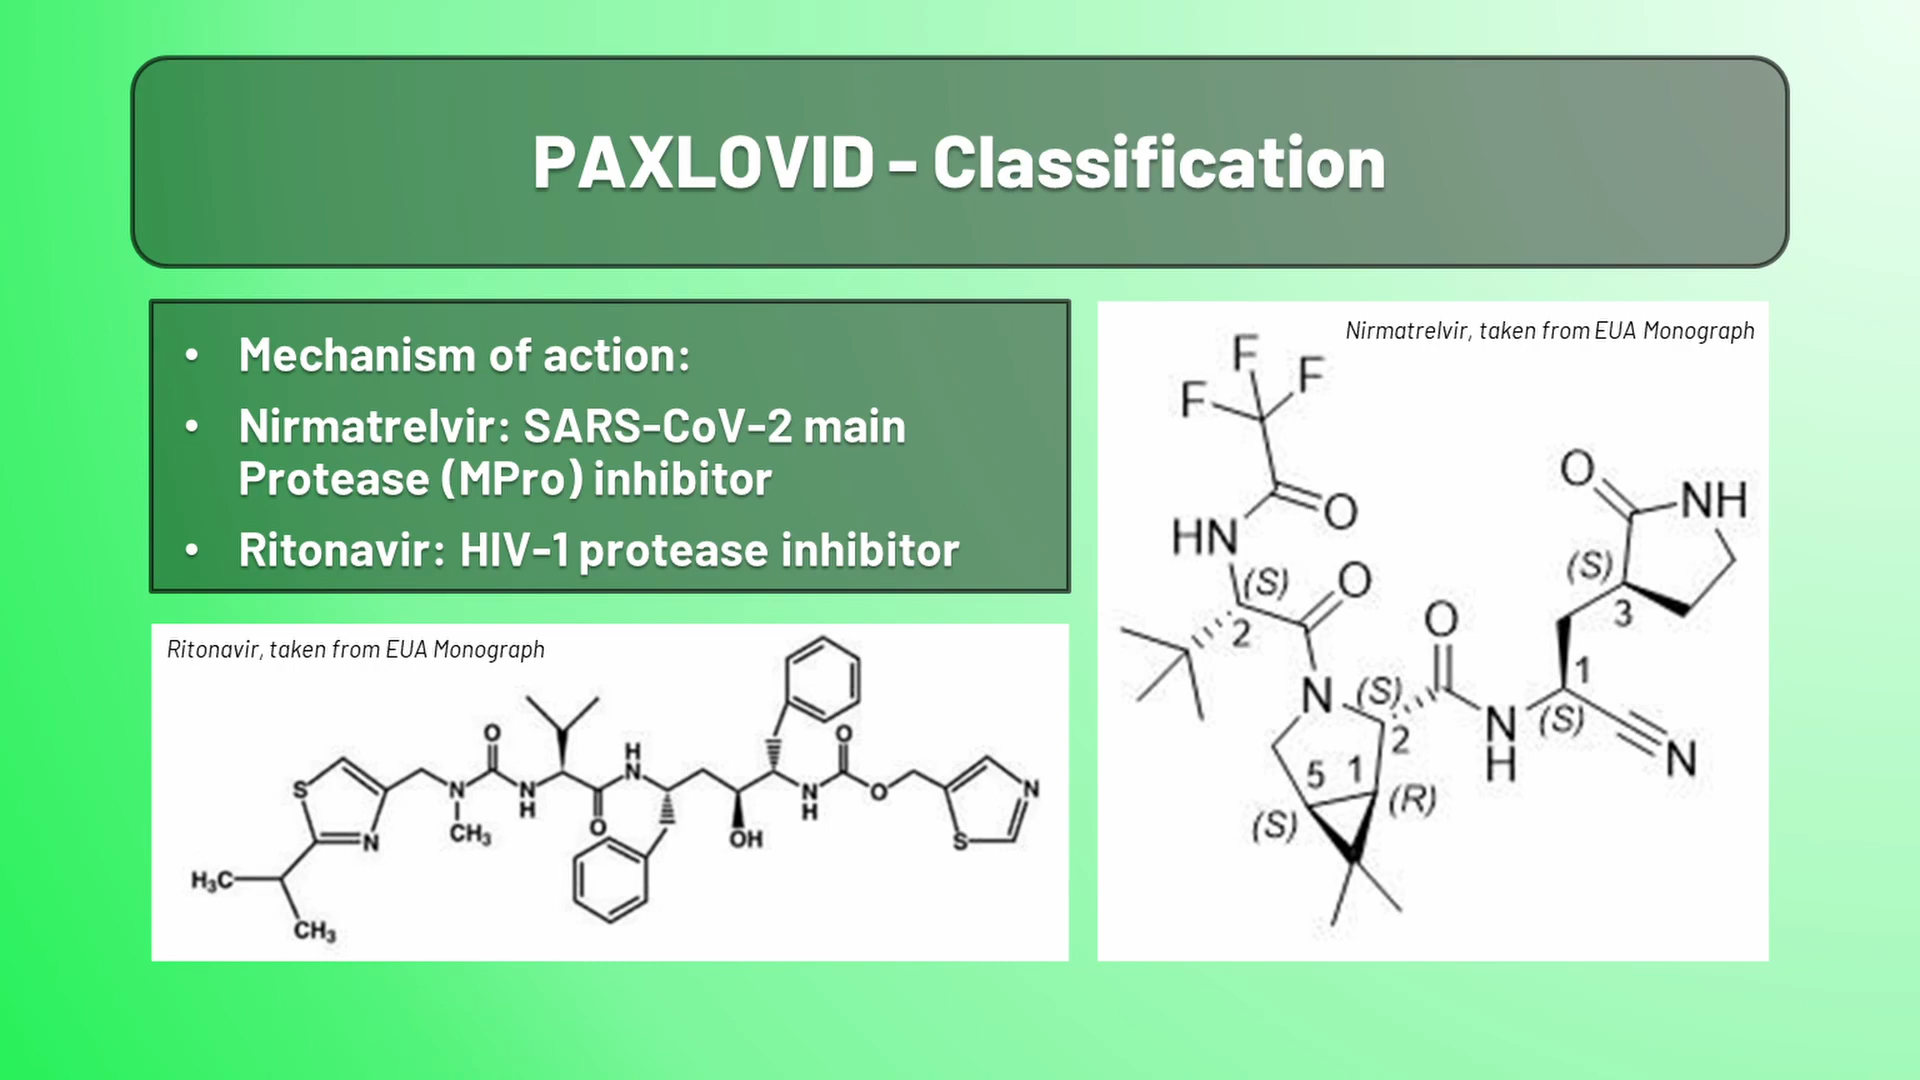 PAXLOVID – Classification
• Mechanism of action:
• Nirmatrelvir: SARS-CoV-2 main
Protease (MPro) inhibitor
• Ritonavir: HIV-1 protease inhibitor
Ritonavir, taken from EUA Monograph
O
H
N
S
N
N
H
O
N
H
O
O
N
CH₃
O
OH
S
N
H₃C
CH₃
Nirmatrelvir, taken from EUA Monograph
F
F
F
O
HN
O
NH
(S)
3
(S)
2
O
O
1
N
(S)
2
N
H
(S)
N
5
1
(S)
(R)